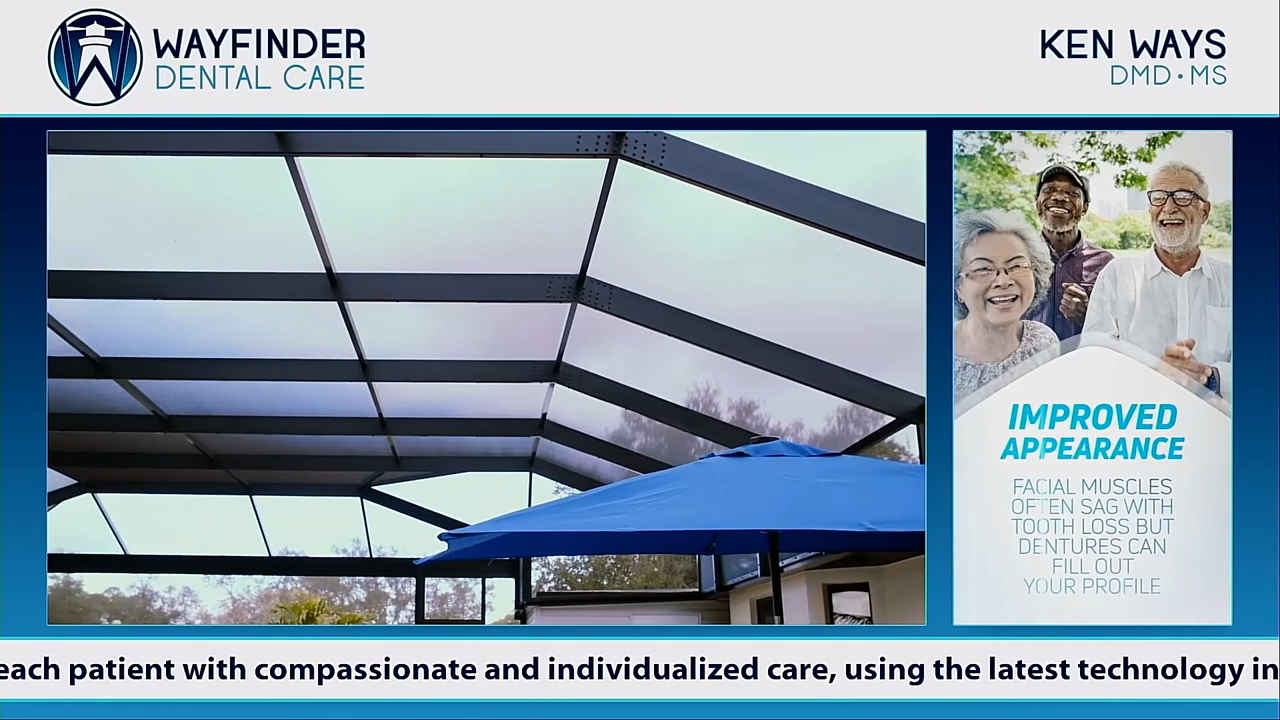 WAYFINDER
DENTAL CARE
KEN WAYS
DMD • MS
IMPROVED
APPEARANCE
FACIAL MUSCLES
OFTEN SAG WITH
TOOTH LOSS BUT
DENTURES CAN
FILL OUT
YOUR PROFILE
each patient with compassionate and individualized care, using the latest technology in